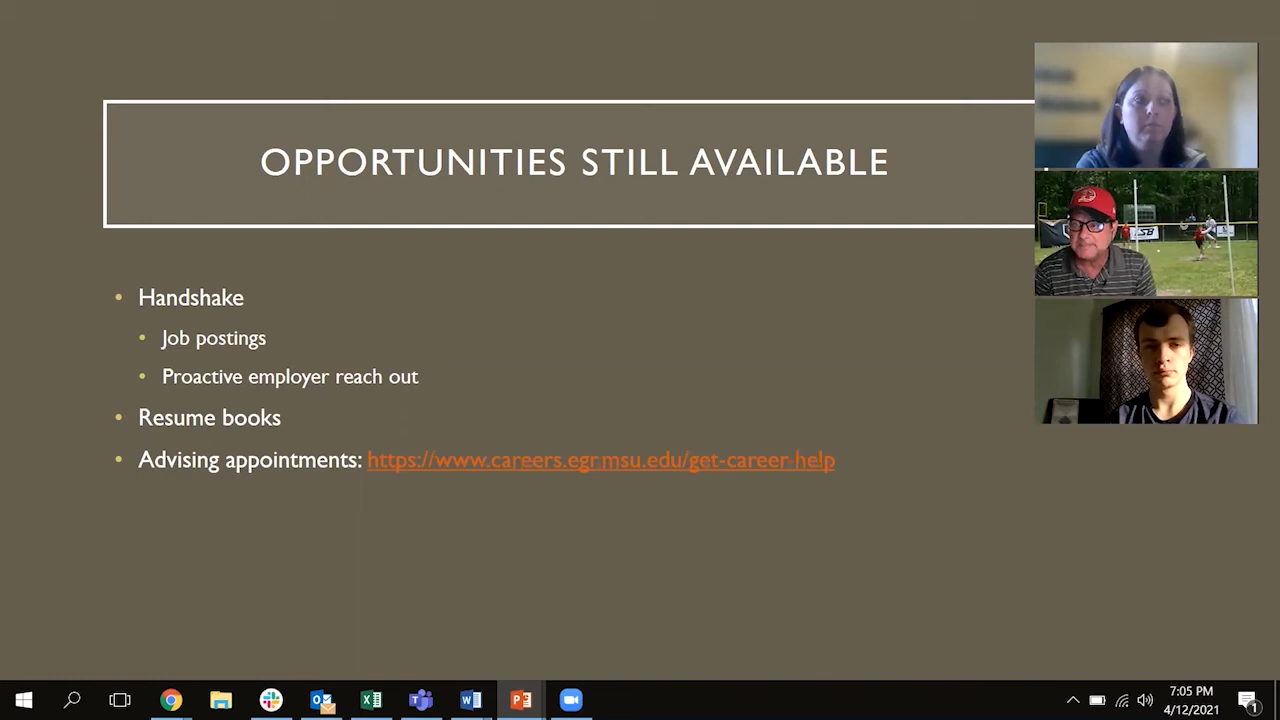 OPPORTUNITIES STILL AVAILABLE
Handshake
Job postings
Proactive employer reach out
Resume books
Advising appointments: https://www.careers.egr.msu.edu/get-career-help
7:05 PM
4/12/2021
1